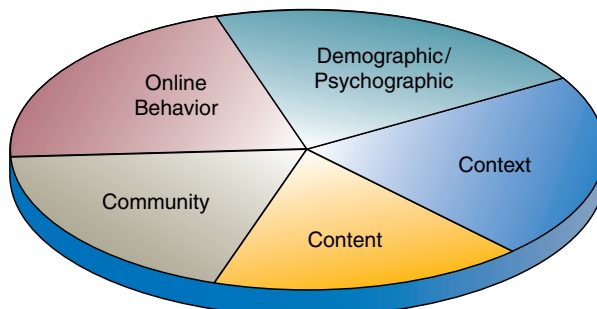 Demographic/
Psychographic
Online
Behavior
Context
Community
Content